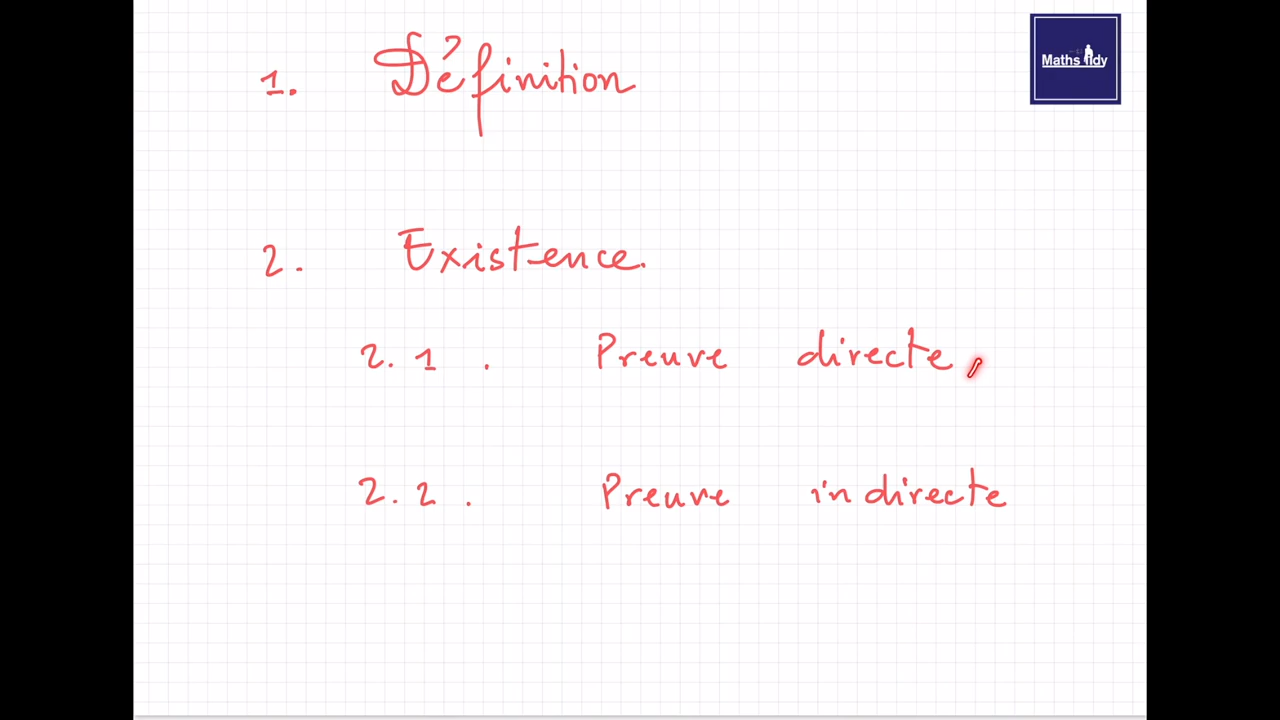 1. Définition
Maths Tidy
2. Existence.
2.1. Preuve directe
2.2. Preuve indirecte